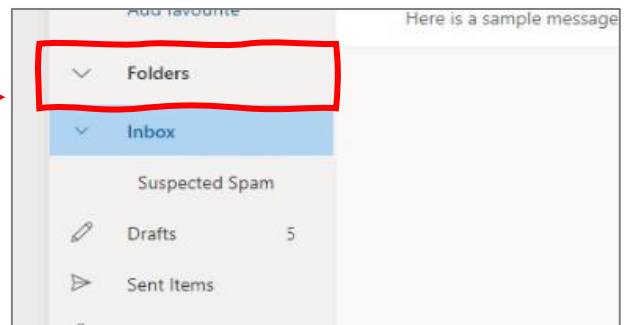 Add favourite
Here is a sample message
Folders
Inbox
Suspected Spam
Drafts 5
Sent Items